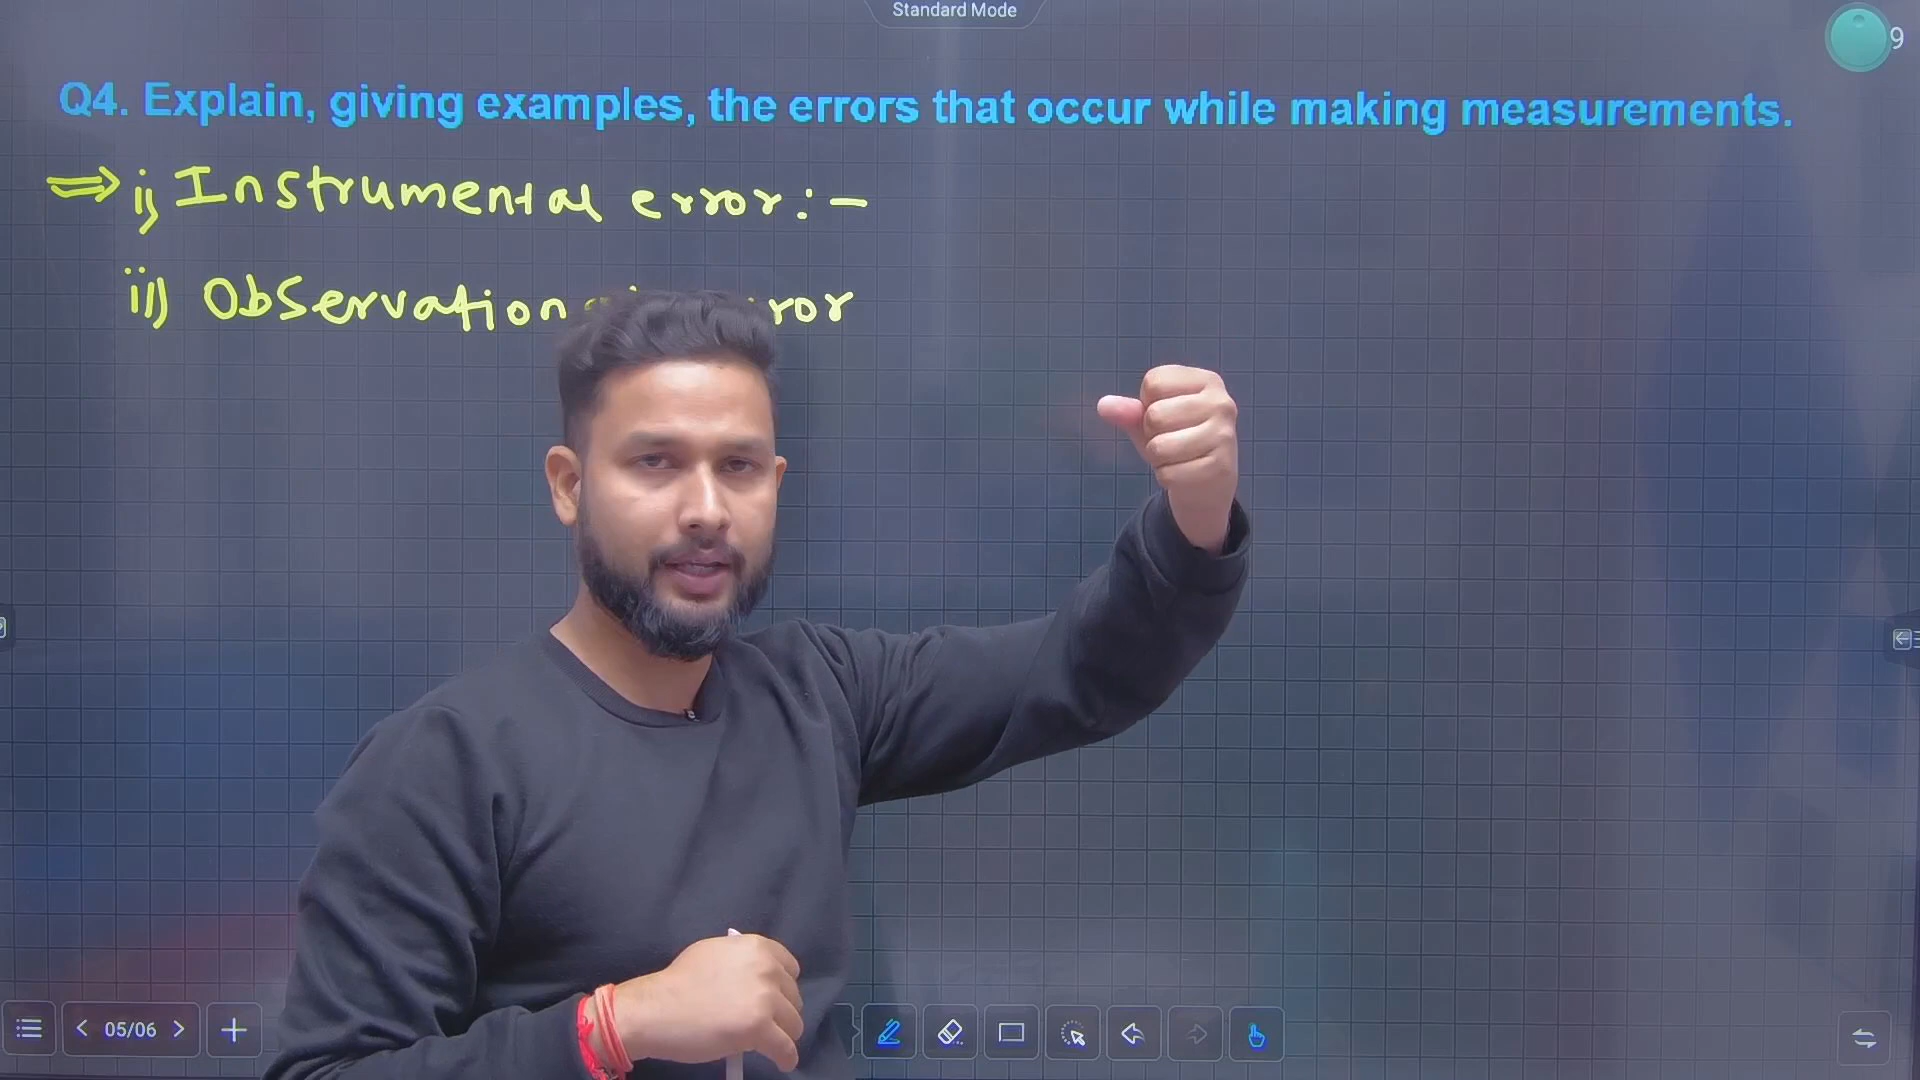 Standard Mode
9
Q4. Explain, giving examples, the errors that occur while making measurements.
⇒ i) Instrumental error:-
ii) Observation
05/06